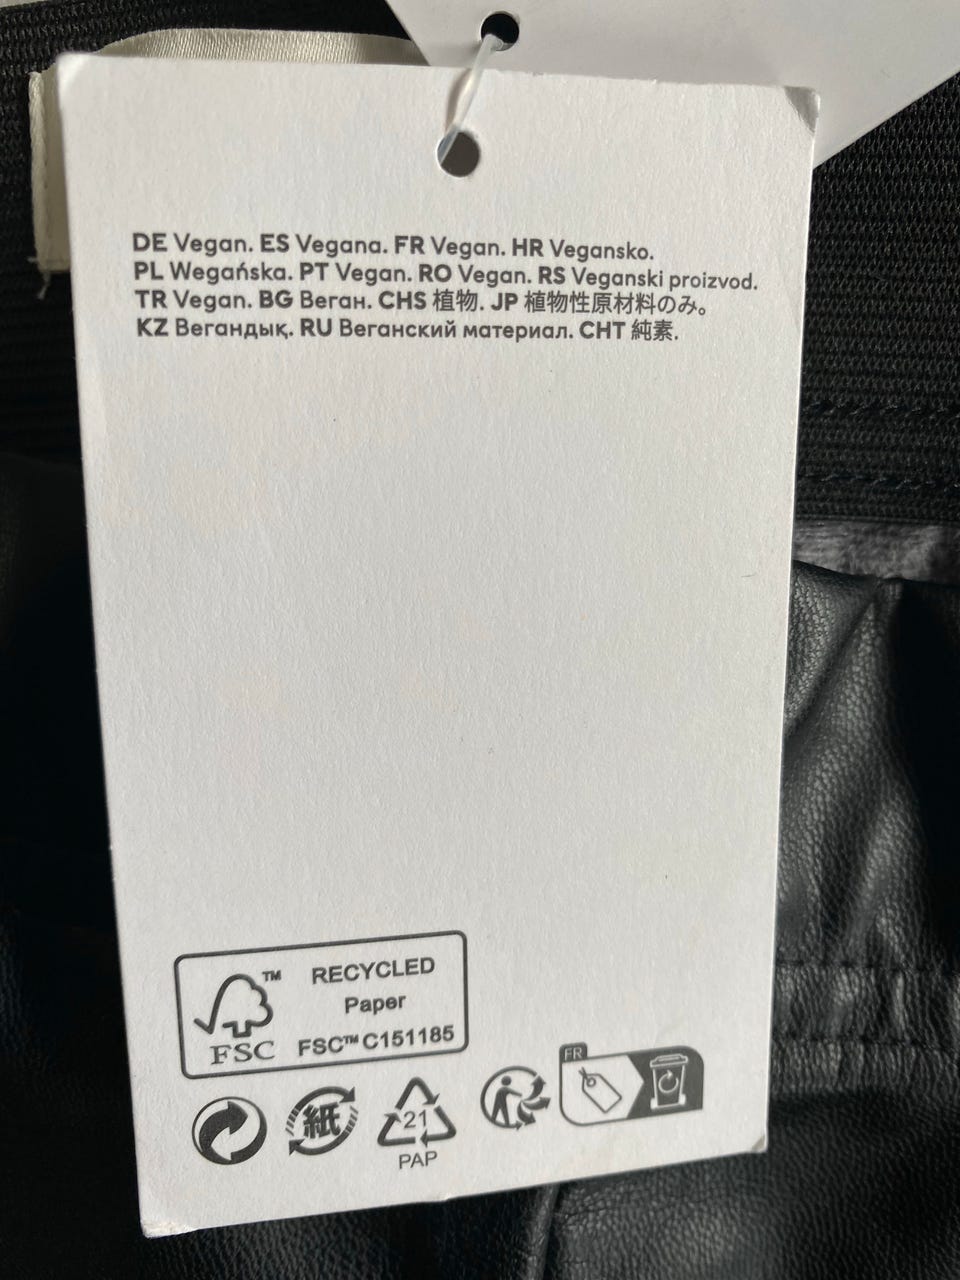 DE Vegan. ES Vegana. FR Vegan. HR Vegansko.
PL Wegańska. PT Vegan. RO Vegan. RS Veganski proizvod.
TR Vegan. BG Веган. CHS 植物. JP 植物性原材料のみ。
KZ Вегандық. RU Веганский материал. CHT 純素.
™ RECYCLED
Paper
FSC FSC™ C151185
FR
紙
21
PAP